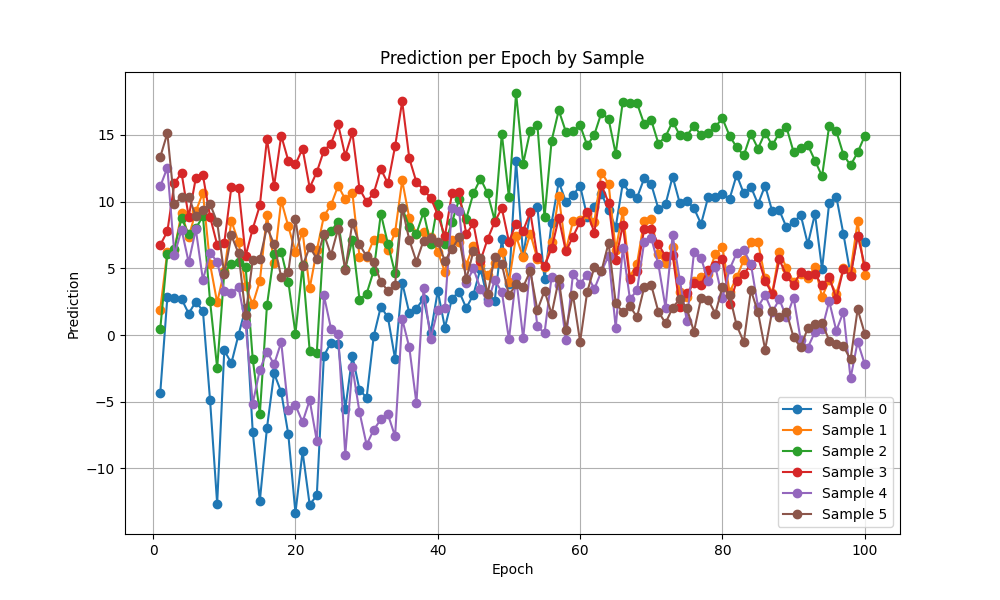 Prediction per Epoch by Sample
Prediction
15
10
5
0
−5
−10
0 20 40 60 80 100
Epoch
Sample 0
Sample 1
Sample 2
Sample 3
Sample 4
Sample 5